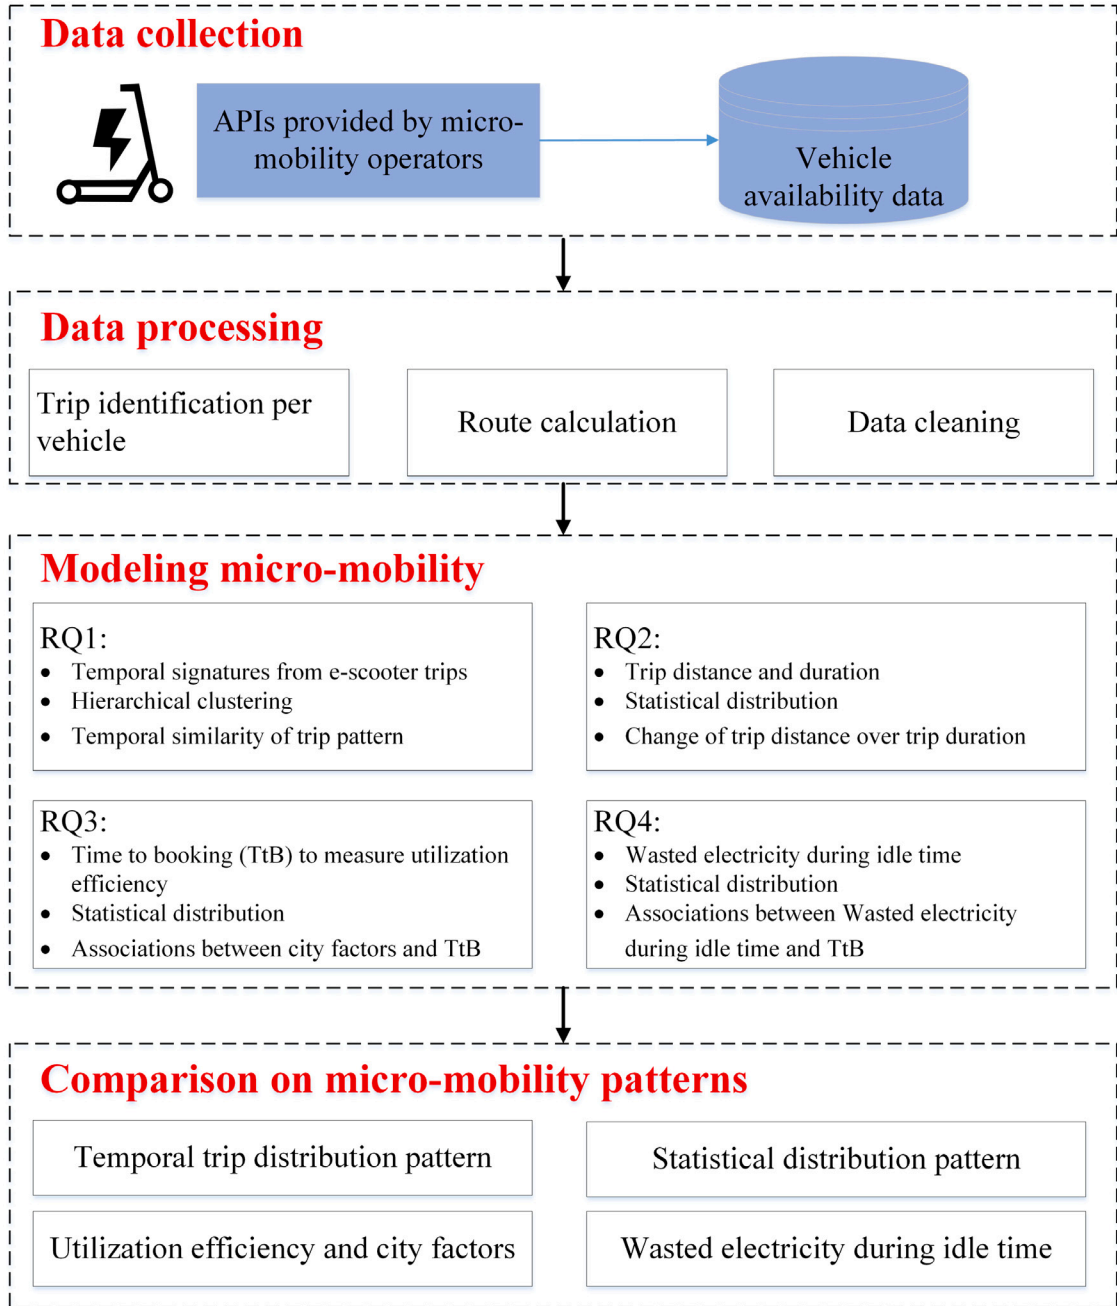 Data collection
APIs provided by micro-
mobility operators
Vehicle
availability data
Data processing
Trip identification per
vehicle
Route calculation
Data cleaning
Modeling micro-mobility
RQ1:
• Temporal signatures from e-scooter trips
• Hierarchical clustering
• Temporal similarity of trip pattern
RQ2:
• Trip distance and duration
• Statistical distribution
• Change of trip distance over trip duration
RQ3:
• Time to booking (TtB) to measure utilization
efficiency
• Statistical distribution
• Associations between city factors and TtB
RQ4:
• Wasted electricity during idle time
• Statistical distribution
• Associations between Wasted electricity
during idle time and TtB
Comparison on micro-mobility patterns
Temporal trip distribution pattern
Statistical distribution pattern
Utilization efficiency and city factors
Wasted electricity during idle time